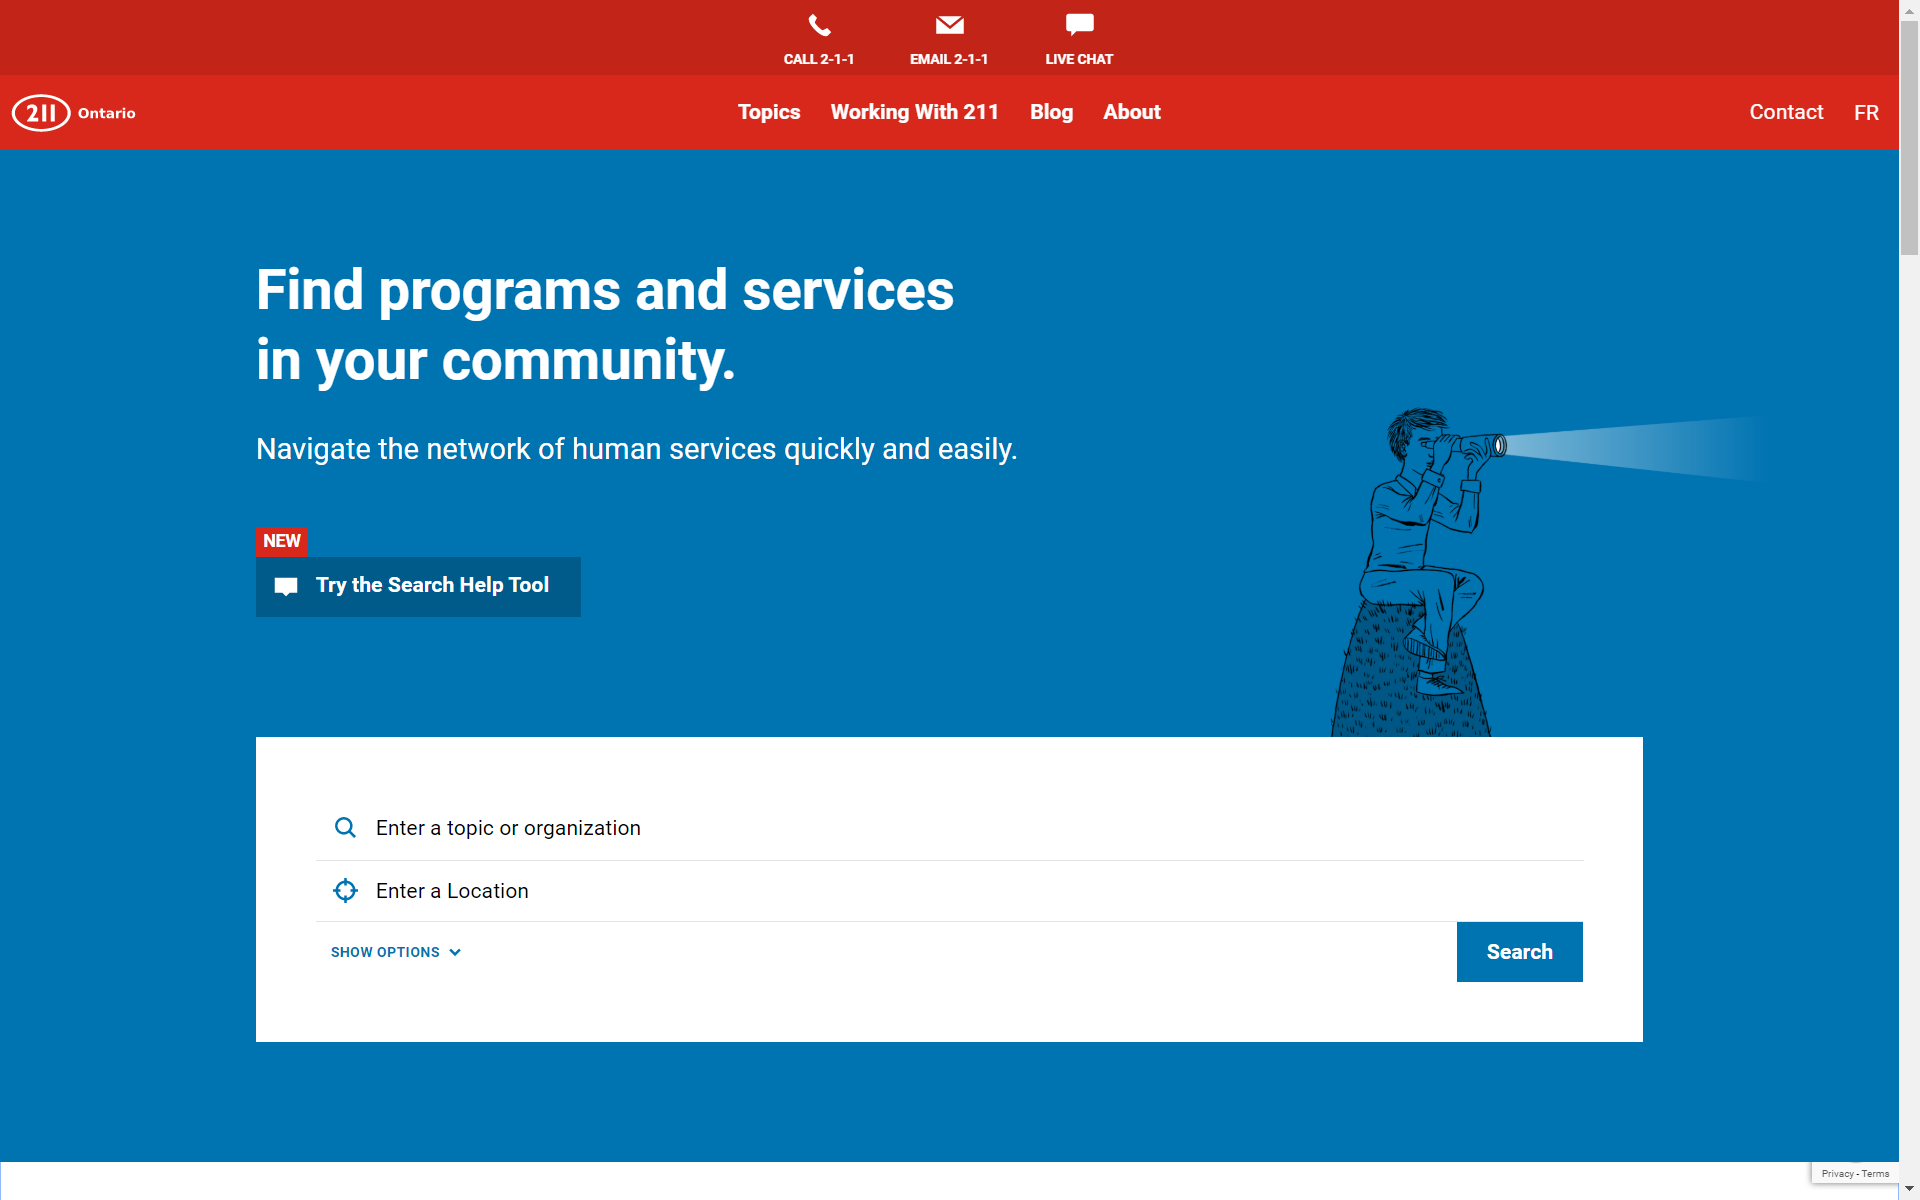 CALL 2-1-1
EMAIL 2-1-1
LIVE CHAT
211 Ontario
Topics
Working With 211
Blog
About
Contact
FR
Find programs and services
in your community.
Navigate the network of human services quickly and easily.
NEW
Try the Search Help Tool
Enter a topic or organization
Enter a Location
SHOW OPTIONS
Search
Privacy - Terms